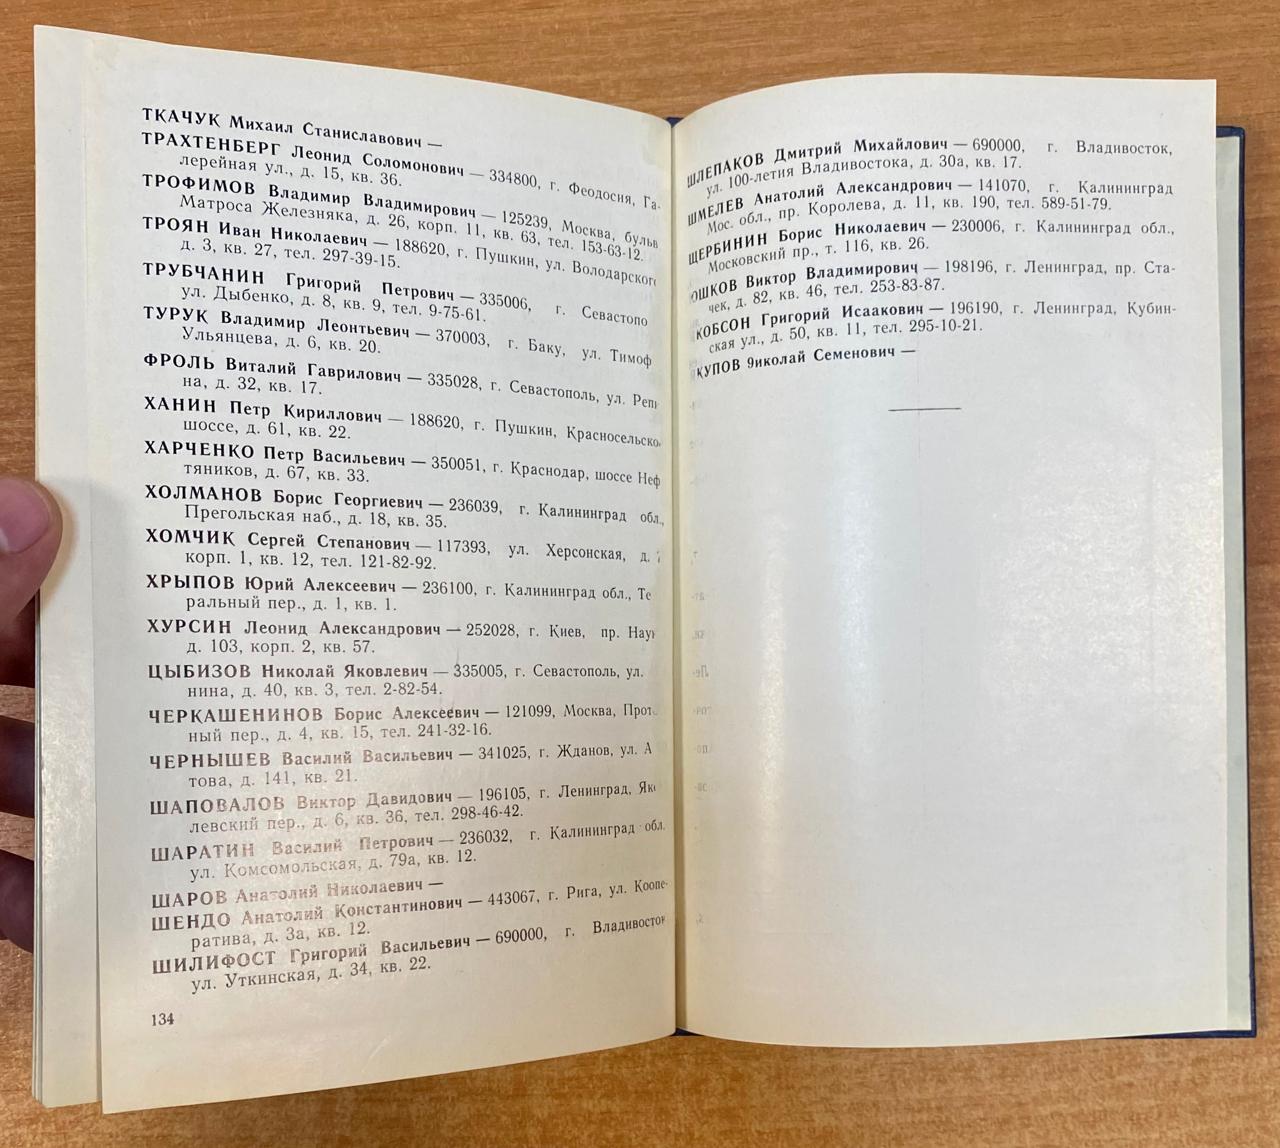 ТКАЧУК Михаил Станиславович —
ТРАХТЕНБЕРГ Леонид Соломонович — 334800, г. Феодосия, Га-
лерейная ул., д. 15, кв. 36.
ТРОФИМОВ Владимир Владимирович — 125239, Москва, бульв
Матроса Железняка, д. 26, корп. 11, кв. 63, тел. 153-63-12.
ТРОЯН Иван Николаевич — 188620, г. Пушкин, ул. Володарского
д. 3, кв. 27, тел. 297-39-15.
ТРУБЧАНИН Григорий Петрович — 335006, г. Севастопо
ул. Дыбенко, д. 8, кв. 9, тел. 9-75-61.
ТУРУК Владимир Леонтьевич — 370003, г. Баку, ул. Тимоф
Ульянцева, д. 6, кв. 20.
ФРОЛЬ Виталий Гаврилович — 335028, г. Севастополь, ул. Репи
на, д. 32, кв. 17.
ХАНИН Петр Кириллович — 188620, г. Пушкин, Красносельско
шоссе, д. 61, кв. 22.
ХАРЧЕНКО Петр Васильевич — 350051, г. Краснодар, шоссе Неф
тяников, д. 67, кв. 33.
ХОЛМАНОВ Борис Георгиевич — 236039, г. Калининград обл.,
Прегольская наб., д. 18, кв. 35.
ХОМЧИК Сергей Степанович — 117393, ул. Херсонская, д.
корп. 1, кв. 12, тел. 121-82-92.
ХРЫПОВ Юрий Алексеевич — 236100, г. Калининград обл., Те
ральный пер., д. 1, кв. 1.
ХУРСИН Леонид Александрович — 252028, г. Киев, пр. Наук
д. 103, корп. 2, кв. 57.
ЦЫБИЗОВ Николай Яковлевич — 335005, г. Севастополь, ул.
нина, д. 40, кв. 3, тел. 2-82-54.
ЧЕРКАШЕНИНОВ Борис Алексеевич — 121099, Москва, Прот
ный пер., д. 4, кв. 15, тел. 241-32-16.
ЧЕРНЫШЕВ Василий Васильевич — 341025, г. Жданов, ул. А
това, д. 141, кв. 21.
ШАПОВАЛОВ Виктор Давидович — 196105, г. Ленинград, Яко
левский пер., д. 6, кв. 36, тел. 298-46-42.
ШАРАТИН Василий Петрович — 236032, г. Калининград обл.
ул. Комсомольская, д. 79а, кв. 12.
ШАРОВ Анатолий Николаевич —
ШЕНДО Анатолий Константинович — 443067, г. Рига, ул. Коопе-
ратива, д. 3а, кв. 12.
ШИЛИФОСТ Григорий Васильевич — 690000, г. Владивосток
ул. Уткинская, д. 34, кв. 22.
134
ШЛЕПАКОВ Дмитрий Михайлович — 690000, г. Владивосток,
ул. 100-летия Владивостока, д. 30а, кв. 17.
ШМЕЛЕВ Анатолий Александрович — 141070, г. Калининград
Мос. обл., пр. Королева, д. 11, кв. 190, тел. 589-51-79.
ЩЕРБИНИН Борис Николаевич — 230006, г. Калининград обл.,
Московский пр., т. 116, кв. 26.
ОШКОВ Виктор Владимирович — 198196, г. Ленинград, пр. Ста-
чек, д. 82, кв. 46, тел. 253-83-87.
КОБСОН Григорий Исаакович — 196190, г. Ленинград, Кубин-
ская ул., д. 50, кв. 11, тел. 295-10-21.
КУПОВ 9иколай Семенович —